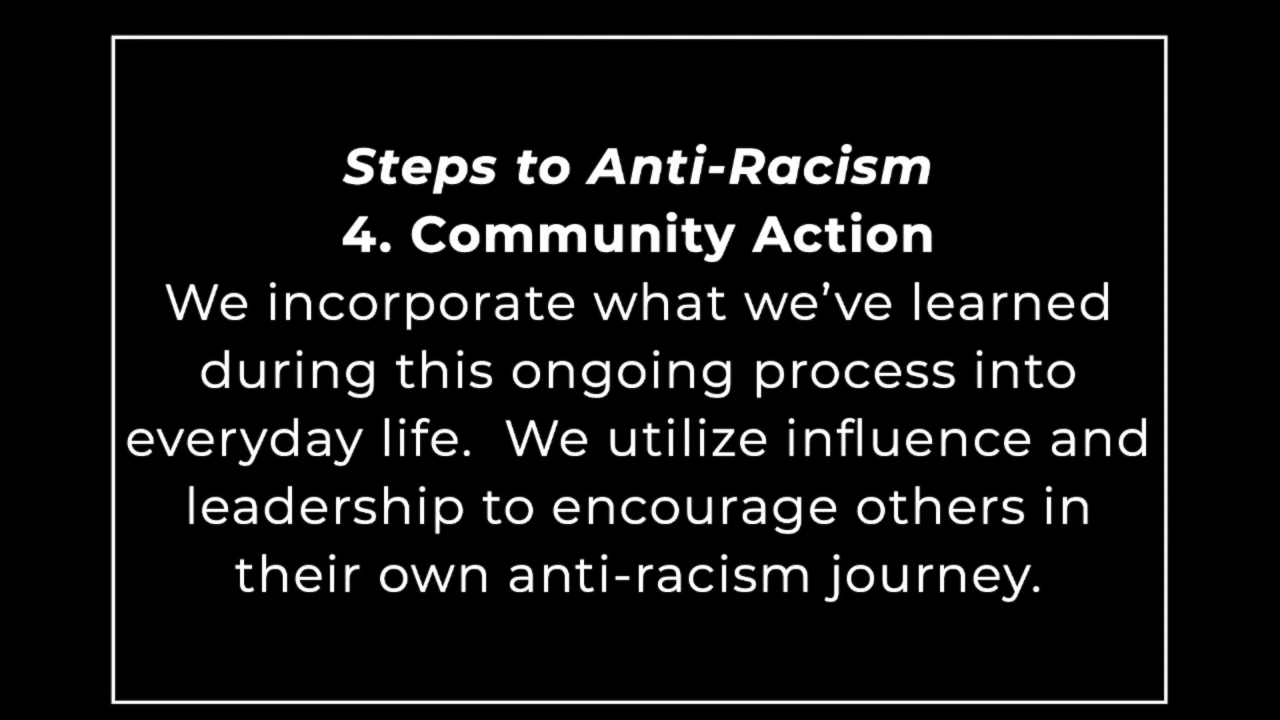 Steps to Anti-Racism
4. Community Action
We incorporate what we’ve learned
during this ongoing process into
everyday life.  We utilize influence and
leadership to encourage others in
their own anti-racism journey.